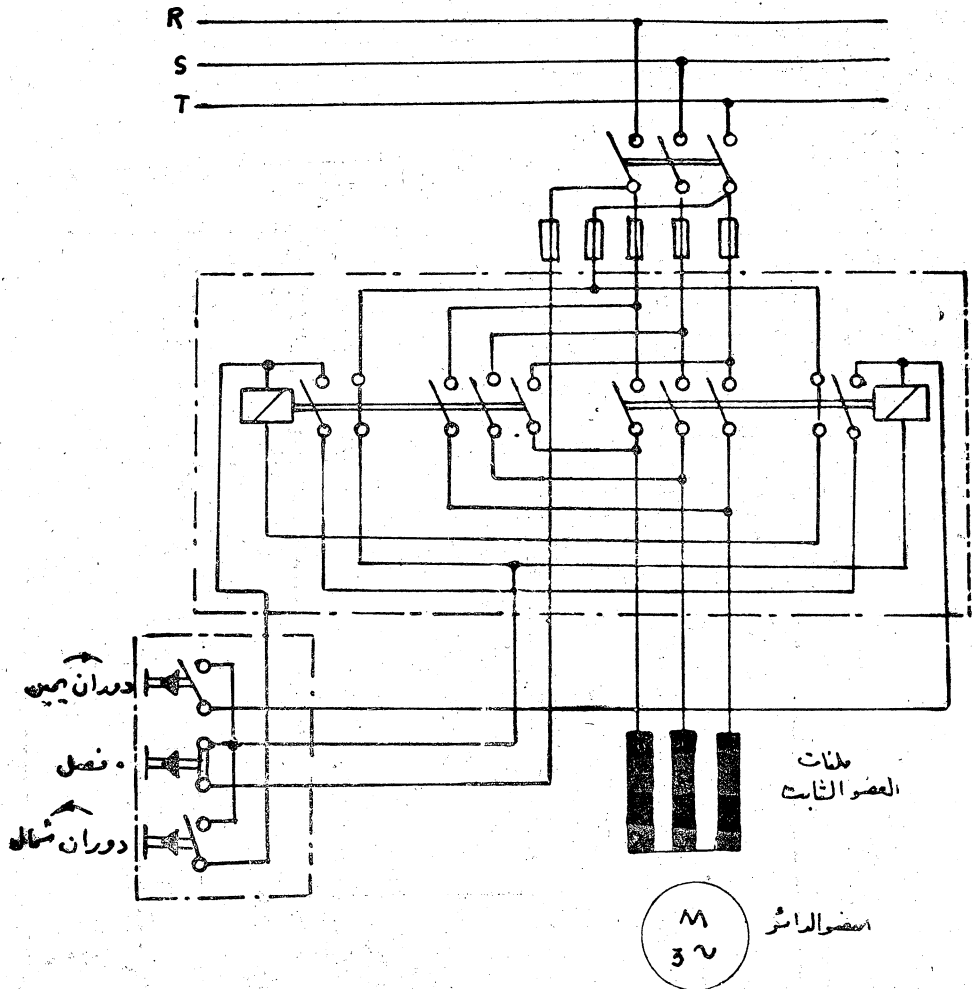 R
S
T
دوران يمين
فصل
دوران شمال
ملفات
العضو الثابت
العضو الدائر
M
3 ~